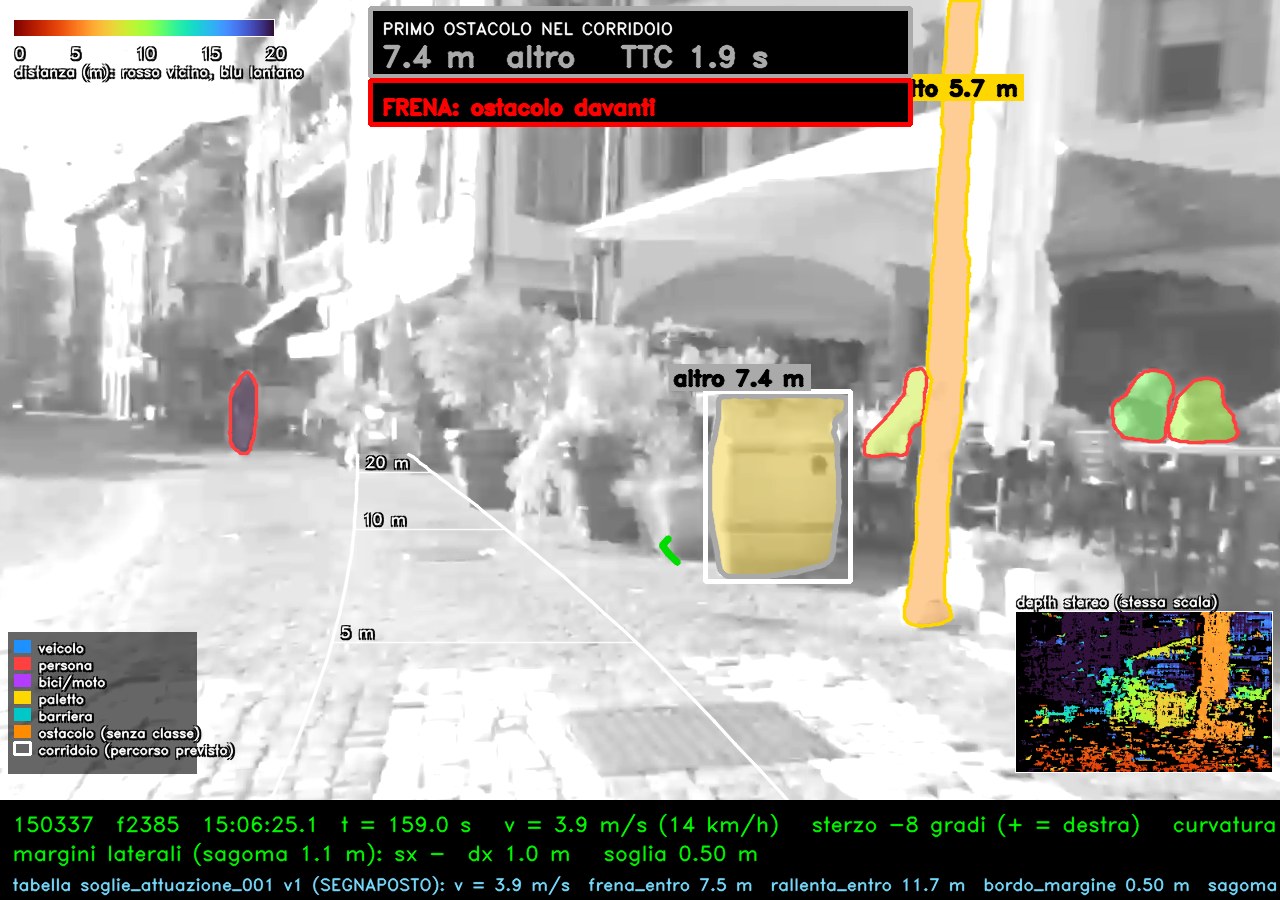 0 5 10 15 20
distanza (m): rosso vicino, blu lontano
PRIMO OSTACOLO NEL CORRIDOIO
7.4 m altro TTC 1.9 s
FRENA: ostacolo davanti
tto 5.7 m
altro 7.4 m
20 m
10 m
5 m
depth stereo (stessa scala)
veicolo
persona
bici/moto
paletto
barriera
ostacolo (senza classe)
corridoio (percorso previsto)
150337 f2385 15:06:25.1 t = 159.0 s v = 3.9 m/s (14 km/h) sterzo -8 gradi (+ = destra) curvatura
margini laterali (sagoma 1.1 m): sx - dx 1.0 m soglia 0.50 m
tabella soglie_attuazione_001 v1 (SEGNAPOSTO): v = 3.9 m/s frena_entro 7.5 m rallenta_entro 11.7 m bordo_margine 0.50 m sagoma